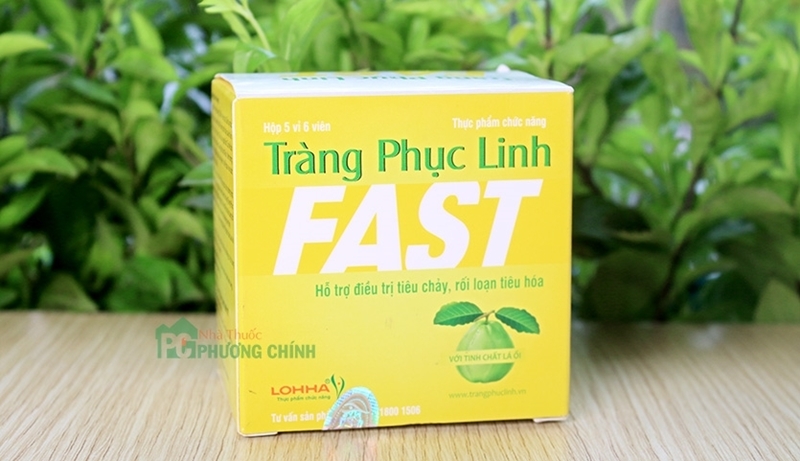 Hộp 5 vỉ 6 viên
Thực phẩm chức năng
Tràng Phục Linh
FAST
Hỗ trợ điều trị tiêu chảy, rối loạn tiêu hóa
VỚI TINH CHẤT LÁ ỔI
Nhà Thuốc
PG PHƯƠNG CHÍNH
LOHHA
Thực phẩm chức năng
www.trangphuclinh.vn
Tư vấn sản 1800 1506